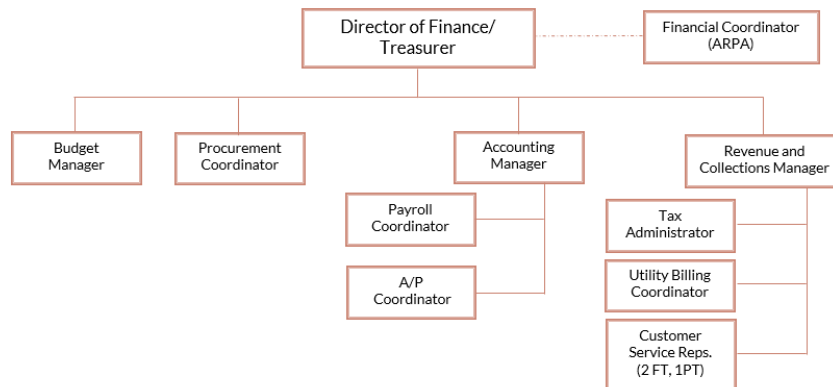 Director of Finance/
Treasurer
Financial Coordinator
(ARPA)
Budget
Manager
Procurement
Coordinator
Accounting
Manager
Revenue and
Collections Manager
Payroll
Coordinator
A/P
Coordinator
Tax
Administrator
Utility Billing
Coordinator
Customer
Service Reps.
(2 FT, 1PT)